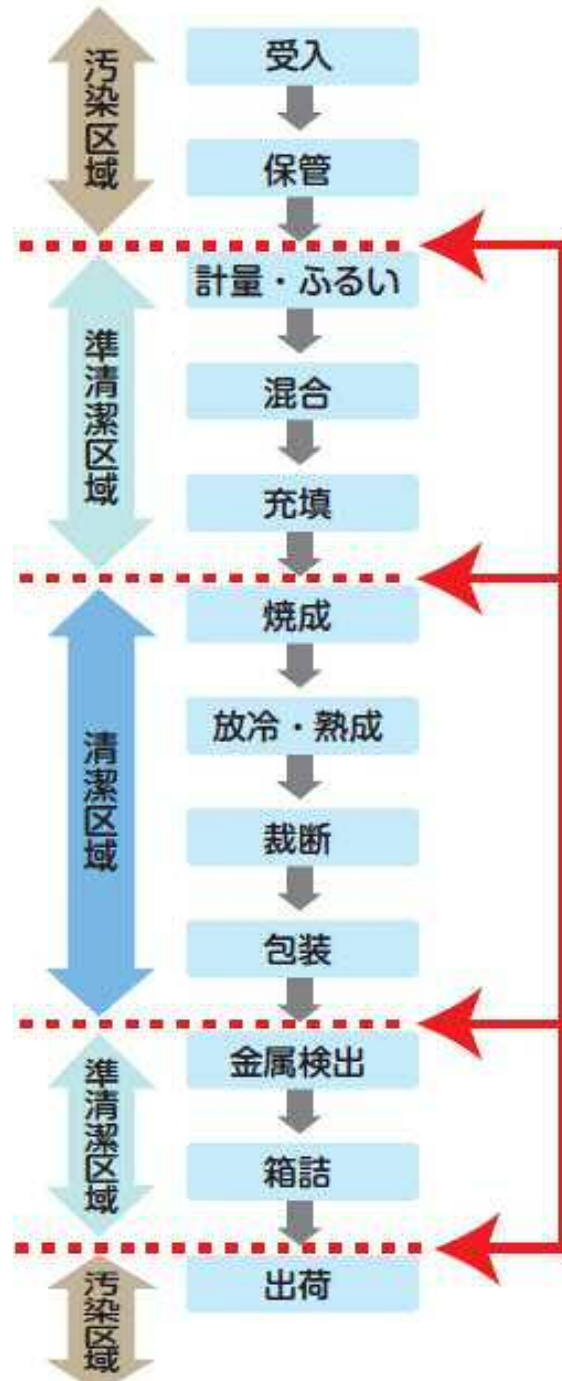 汚染区域
受入
保管
準清潔区域
計量・ふるい
混合
充填
清潔区域
焼成
放冷・熟成
裁断
包装
準清潔区域
金属検出
箱詰
汚染区域
出荷